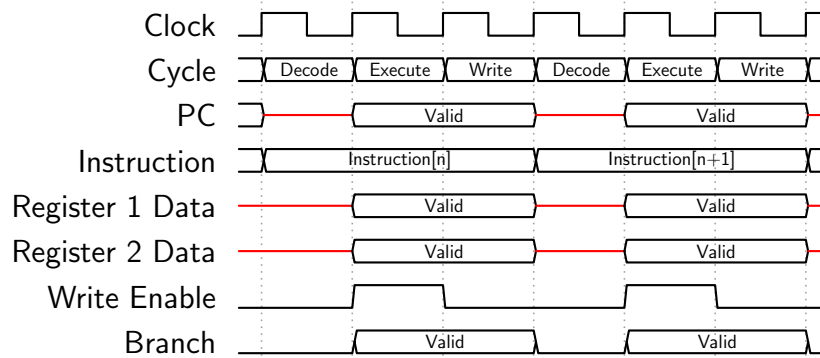 Clock
Cycle Decode Execute Write Decode Execute Write
PC Valid Valid
Instruction Instruction[n] Instruction[n+1]
Register 1 Data Valid Valid
Register 2 Data Valid Valid
Write Enable
Branch Valid Valid